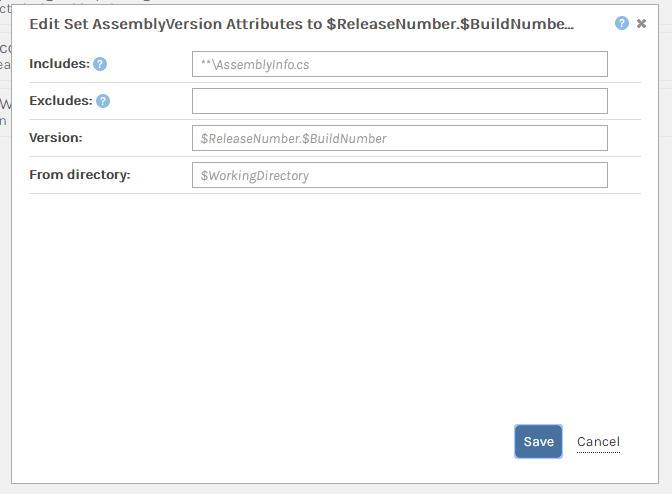 Edit Set AssemblyVersion Attributes to $ReleaseNumber.$BuildNumbe...
Includes:
**\AssemblyInfo.cs
Excludes:
Version:
$ReleaseNumber.$BuildNumber
From directory:
$WorkingDirectory
Save Cancel